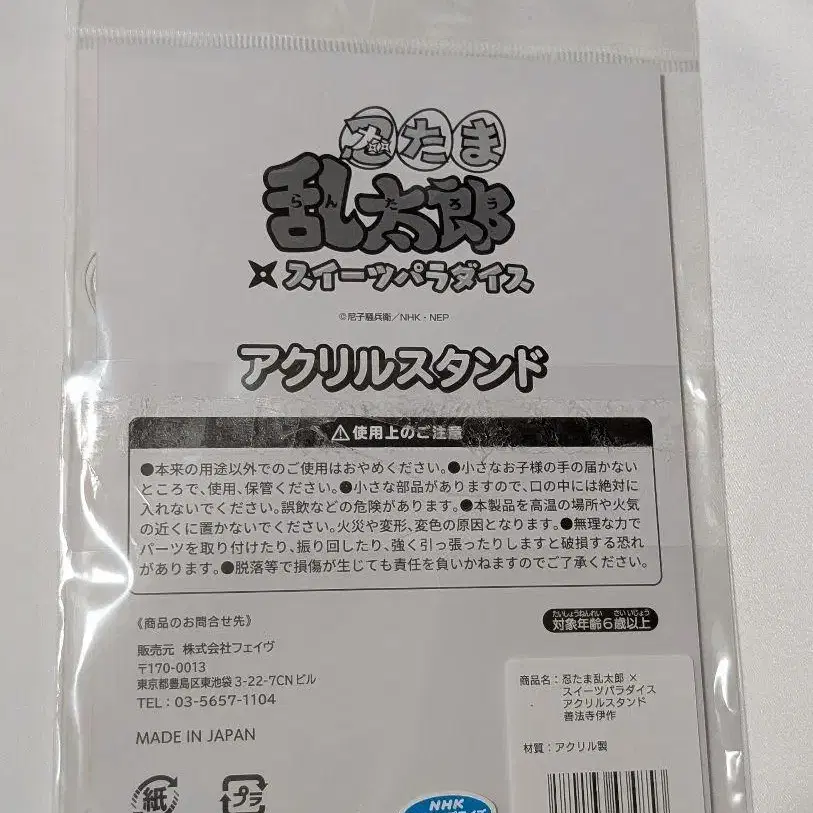 忍たま
乱太郎
らんたろう
スイーツパラダイス
©尼子騒兵衛/NHK・NEP
アクリルスタンド
⚠使用上のご注意
●本来の用途以外でのご使用はおやめください。●小さなお子様の手の届かない
ところで、使用、保管ください。●小さな部品がありますので、口の中には絶対に
入れないでください。誤飲などの危険があります。●本製品を高温の場所や火気
の近くに置かないでください。火災や変形、変色の原因となります。●無理な力で
パーツを取り付けたり、振り回したり、強く引っ張ったりしますと破損する恐れ
があります。●脱落等で損傷が生じても責任を負いかねますのでご了承ください。
《商品のお問合せ先》
販売元 株式会社フェイヴ
〒170-0013
東京都豊島区東池袋3-22-7CNビル
TEL:03-5657-1104
MADE IN JAPAN
たいしょうねんれい さいいじょう
対象年齢6歳以上
商品名:忍たま乱太郎 ×
スイーツパラダイス
アクリルスタンド
善法寺伊作
材質:アクリル製
紙
プラ
NHK